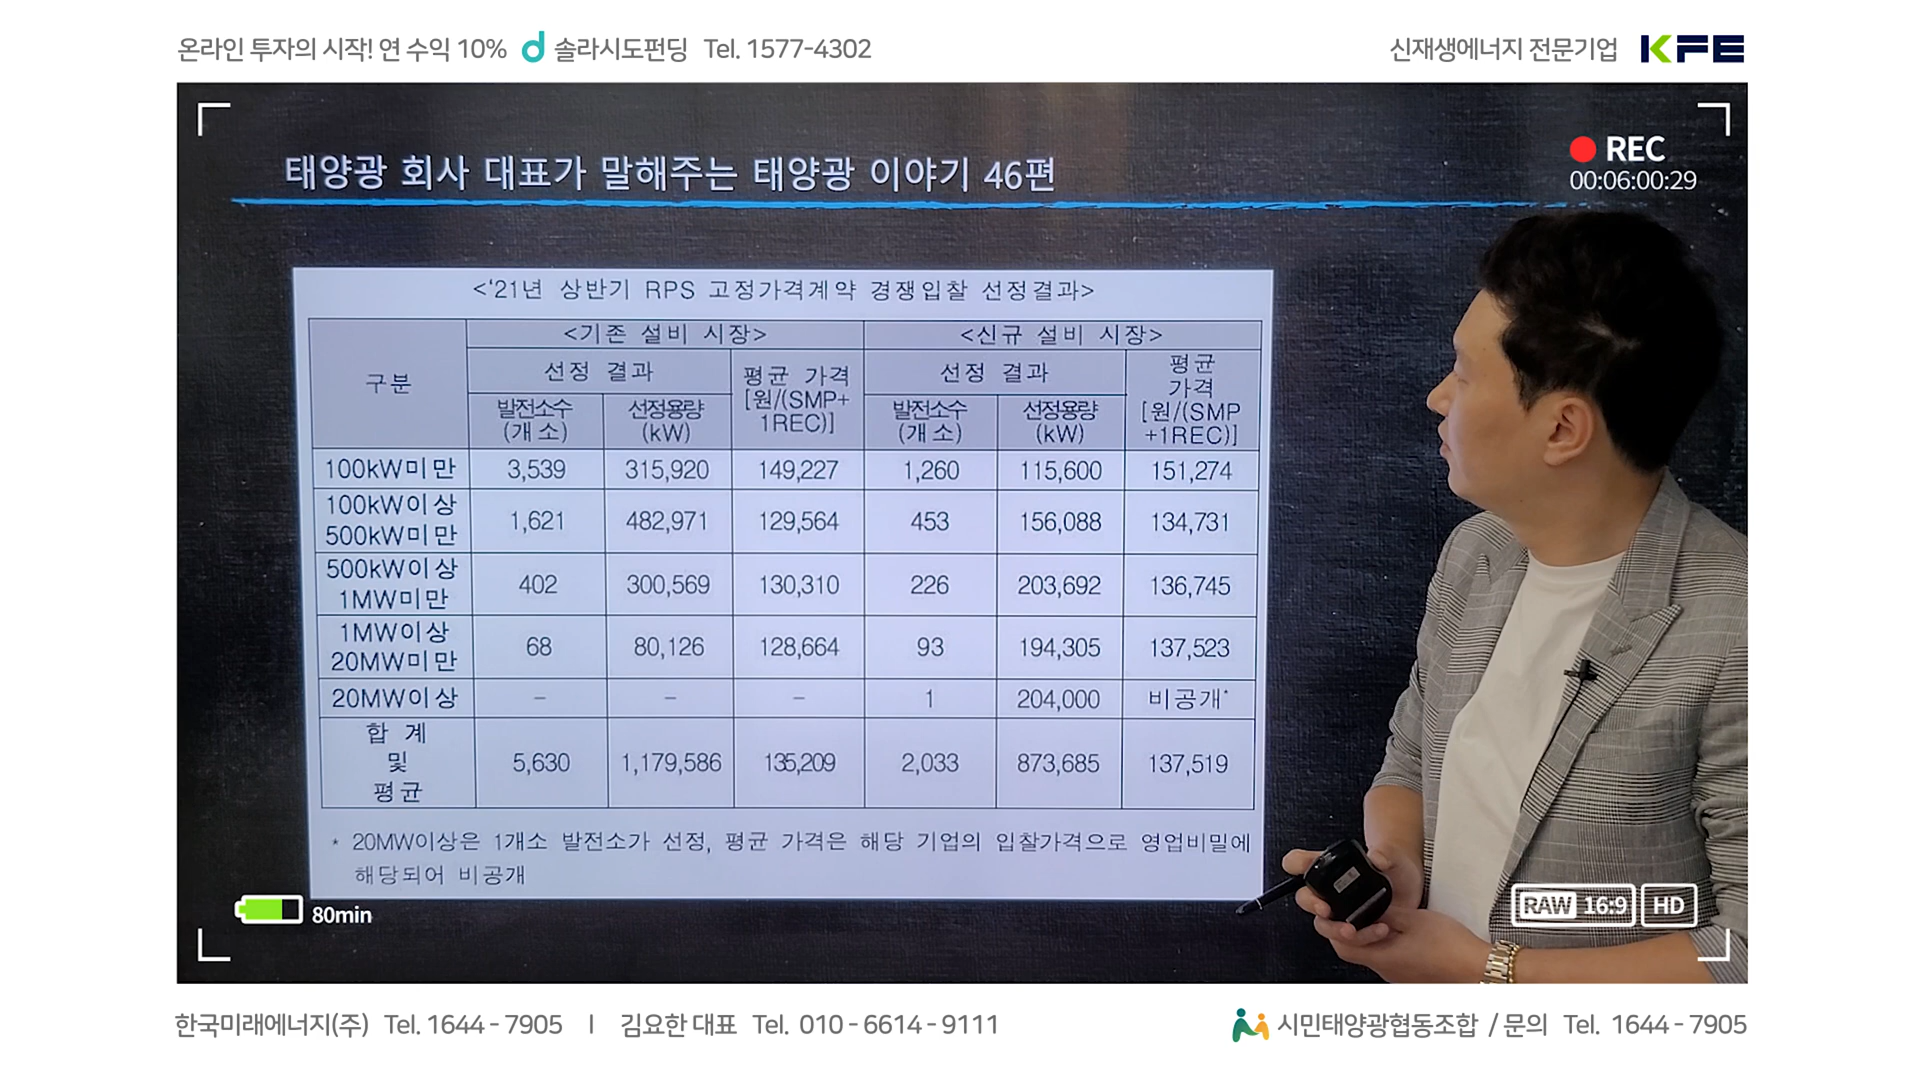 온라인 투자의 시작! 연 수익 10% 솔라시도펀딩 Tel. 1577-4302
신재생에너지 전문기업 KFE
REC
00:06:00:29
태양광 회사 대표가 말해주는 태양광 이야기 46편
<'21년 상반기 RPS 고정가격계약 경쟁입찰 선정결과>
구분 <기존 설비 시장> <신규 설비 시장>
선정 결과 평균 가격 [원/(SMP+1REC)] 선정 결과 평균 가격 [원/(SMP+1REC)]
발전소수 (개소) 선정용량 (kW) 발전소수 (개소) 선정용량 (kW)
100kW미만 3,539 315,920 149,227 1,260 115,600 151,274
100kW이상 500kW미만 1,621 482,971 129,564 453 156,088 134,731
500kW이상 1MW미만 402 300,569 130,310 226 203,692 136,745
1MW이상 20MW미만 68 80,126 128,664 93 194,305 137,523
20MW이상 – – – 1 204,000 비공개*
합 계 및 평균 5,630 1,179,586 135,209 2,033 873,685 137,519
* 20MW이상은 1개소 발전소가 선정, 평균 가격은 해당 기업의 입찰가격으로 영업비밀에
해당되어 비공개
80min
RAW 16:9 HD
한국미래에너지(주) Tel. 1644 - 7905 | 김요한 대표 Tel. 010 - 6614 - 9111
시민태양광협동조합 / 문의 Tel. 1644 - 7905